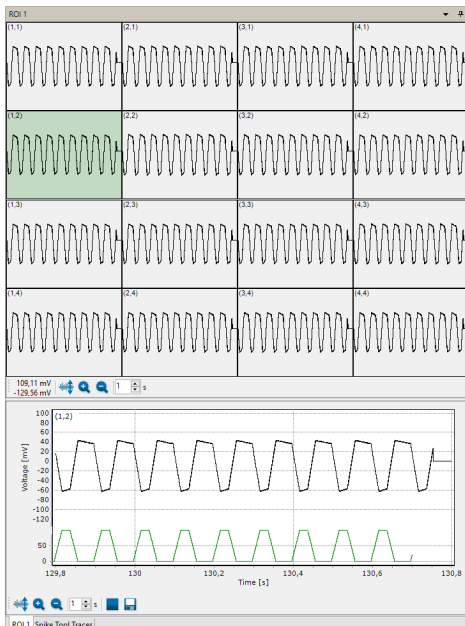 ROI 1
(1,1) (2,1) (3,1) (4,1)
(1,2) (2,2) (3,2) (4,2)
(1,3) (2,3) (3,3) (4,3)
(1,4) (2,4) (3,4) (4,4)
109,11 mV
-129,56 mV
1 s
(1,2)
Voltage [mV]
100
80
60
40
20
0
-20
-40
-60
-80
-100
-120
50
0
129,8 130 130,2 130,4 130,6 130,8
Time [s]
1 s
ROI 1 Spike Tool Traces